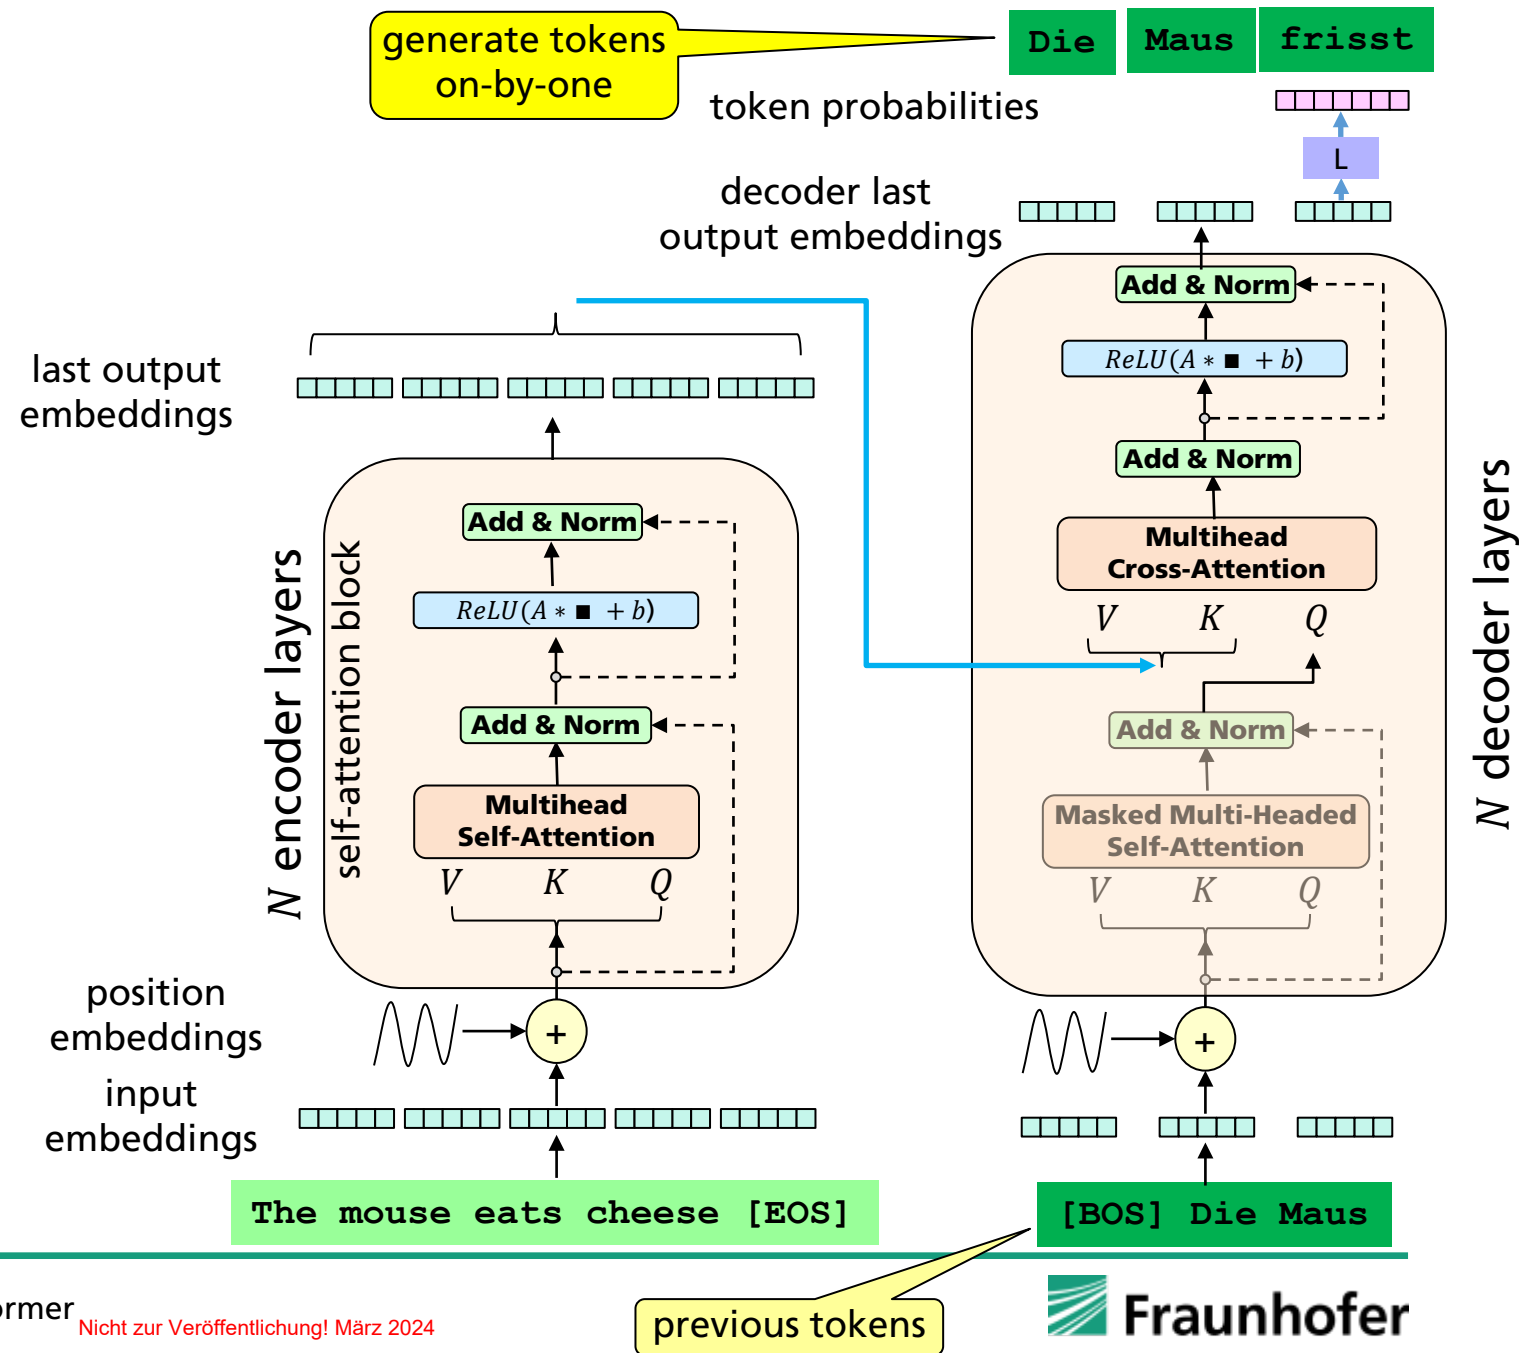 generate tokens
on-by-one
Die Maus frisst
token probabilities
L
decoder last
output embeddings
Add & Norm
ReLU(A * ■ + b)
Add & Norm
Multihead
Cross-Attention
V K Q
Add & Norm
Masked Multi-Headed
Self-Attention
V K Q
N decoder layers
last output
embeddings
N encoder layers
self-attention block
Add & Norm
ReLU(A * ■ + b)
Add & Norm
Multihead
Self-Attention
V K Q
position
embeddings
+
+
input
embeddings
The mouse eats cheese [EOS]
[BOS] Die Maus
previous tokens
ormer
Nicht zur Veröffentlichung! März 2024
Fraunhofer